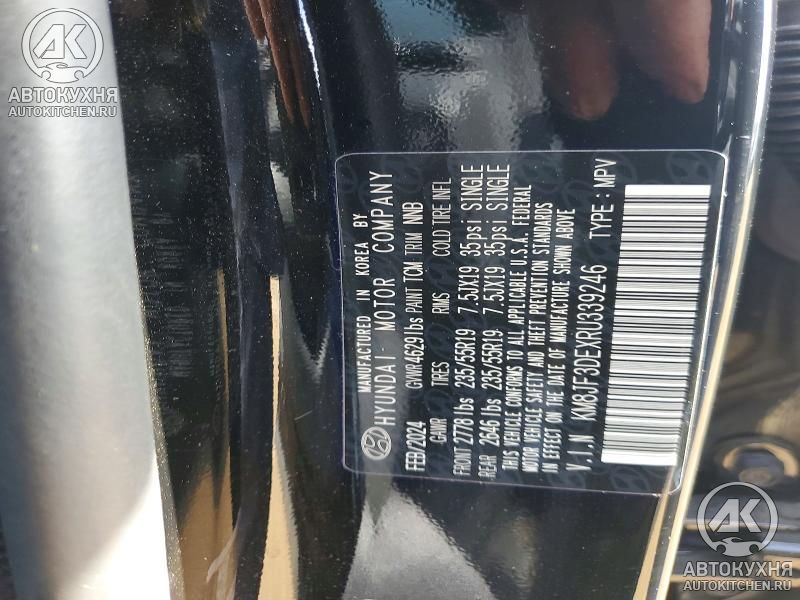 AK
АВТОКУХНЯ
AUTOKITCHEN.RU
MANUFACTURED IN KOREA BY
HYUNDAI MOTOR COMPANY
FEB/2024 GVWR 4629 lbs PAINT TCM TRIM NNB
GAWR TIRES RIMS COLD TIRE INFL
FRONT 2778 lbs 235/55R19 7.5JX19 35psi SINGLE
REAR 2646 lbs 235/55R19 7.5JX19 35psi SINGLE
THIS VEHICLE CONFORMS TO ALL APPLICABLE U.S.A. FEDERAL
MOTOR VEHICLE SAFETY AND THEFT PREVENTION STANDARDS
IN EFFECT ON THE DATE OF MANUFACTURE SHOWN ABOVE
V.I.N KM8JF3DEXRU339246 TYPE : MPV
AK
АВТОКУХНЯ
AUTOKITCHEN.RU